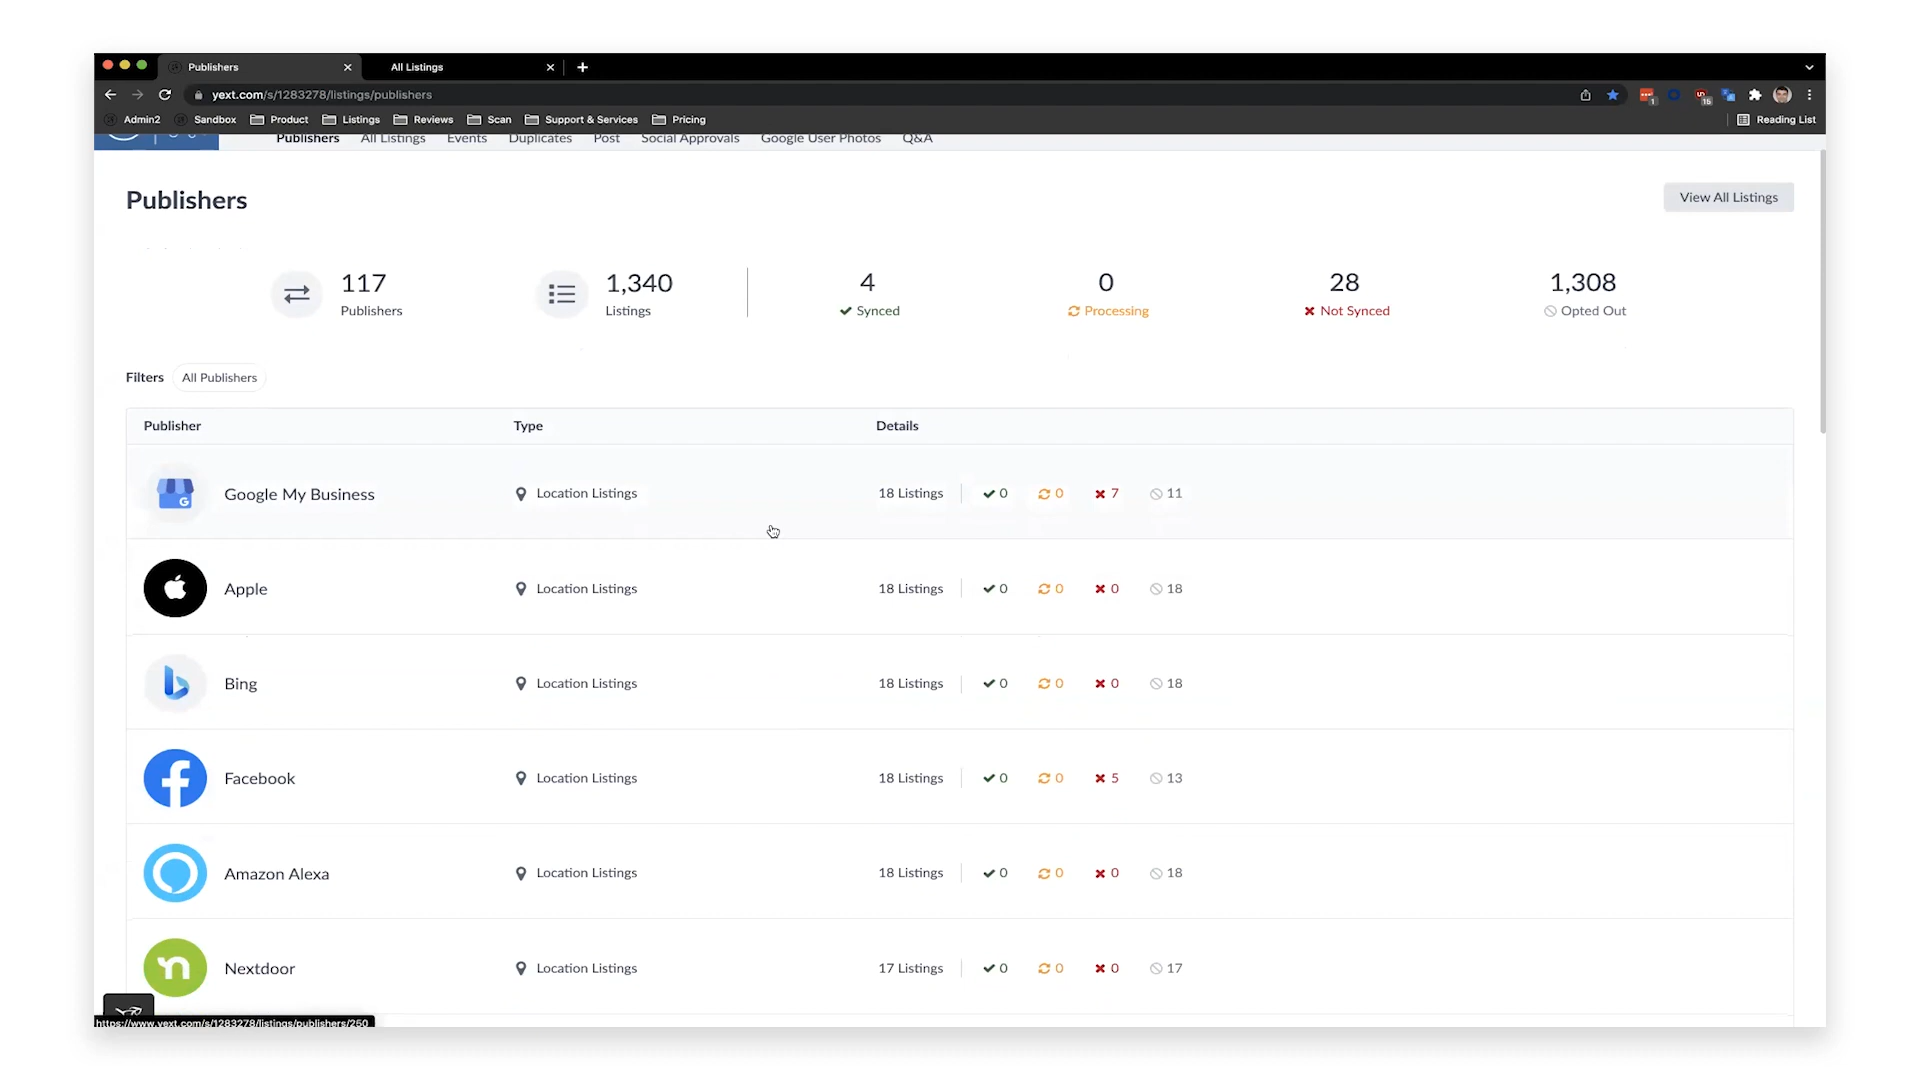 Publishers
All Listings
yext.com/s/1283278/listings/publishers
1
15
Admin2
Sandbox
Product
Listings
Reviews
Scan
Support & Services
Pricing
Reading List
Publishers
All Listings
Events
Duplicates
Post
Social Approvals
Google User Photos
Q&A
Publishers
View All Listings
117
Publishers
1,340
Listings
4
Synced
0
Processing
28
Not Synced
1,308
Opted Out
Filters
All Publishers
Publisher
Type
Details
Google My Business
Location Listings
18 Listings
0
0
7
11
Apple
Location Listings
18 Listings
0
0
0
18
Bing
Location Listings
18 Listings
0
0
0
18
Facebook
Location Listings
18 Listings
0
0
5
13
Amazon Alexa
Location Listings
18 Listings
0
0
0
18
Nextdoor
Location Listings
17 Listings
0
0
0
17
https://www.yext.com/s/1283278/listings/publishers/250